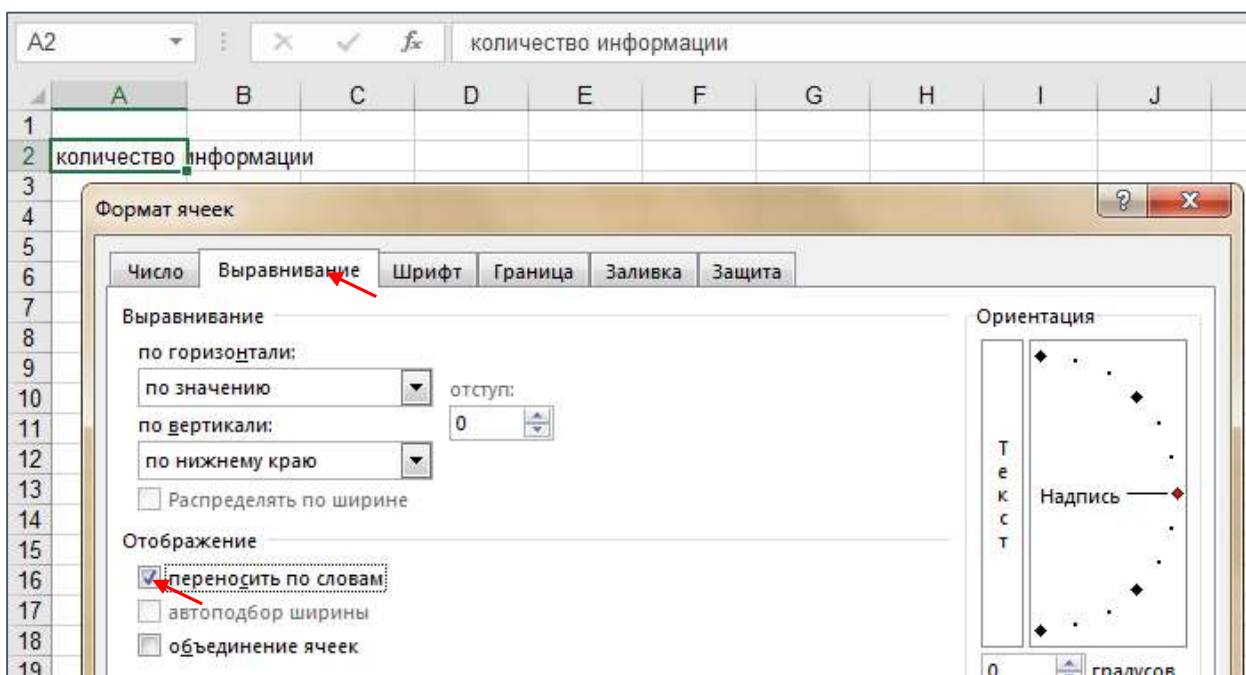 A2 fx количество информации
A B C D E F G H I J
1
2 количество информации
3
4 Формат ячеек ? X
5
6 Число Выравнивание Шрифт Граница Заливка Защита
7
8 Выравнивание Ориентация
9 по горизонтали:
10 по значению отступ:
11 по вертикали: 0
12 по нижнему краю
13 Распределять по ширине Текст Надпись
14
15 Отображение
16 переносить по словам
17 автоподбор ширины
18 объединение ячеек
19 0 градусов